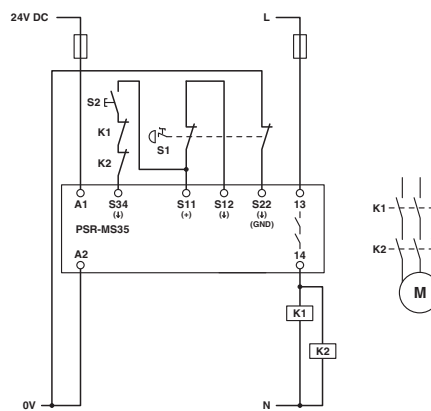 24V DC
L
S2
K1
K2
S1
A1
S34
(↓)
S11
(+)
S12
(↓)
S22
(↓)
(GND)
13
PSR-MS35
A2
14
K1
K2
0V
N
K1
K2
M